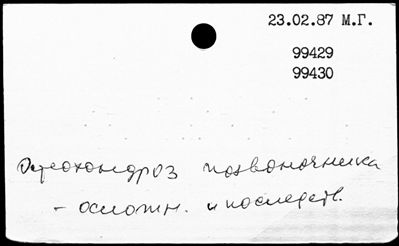 23.02.87 М.Г.
99429
99430
Остеохондроз позвоночника
- осложн. и последств.